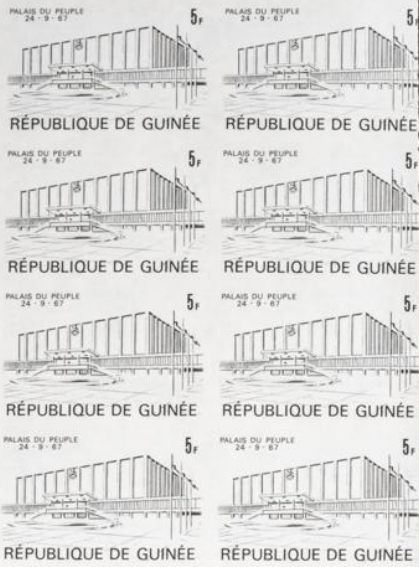 PALAIS DU PEUPLE
24 - 9 - 67
5F
RÉPUBLIQUE DE GUINÉE
PALAIS DU PEUPLE
24 - 9 - 67
5F
RÉPUBLIQUE DE GUINÉE
PALAIS DU PEUPLE
24 - 9 - 67
5F
RÉPUBLIQUE DE GUINÉE
PALAIS DU PEUPLE
24 - 9 - 67
5F
RÉPUBLIQUE DE GUINÉE
PALAIS DU PEUPLE
24 - 9 - 67
5F
RÉPUBLIQUE DE GUINÉE
PALAIS DU PEUPLE
24 - 9 - 67
5F
RÉPUBLIQUE DE GUINÉE
PALAIS DU PEUPLE
24 - 9 - 67
5F
RÉPUBLIQUE DE GUINÉE
PALAIS DU PEUPLE
24 - 9 - 67
5F
RÉPUBLIQUE DE GUINÉE